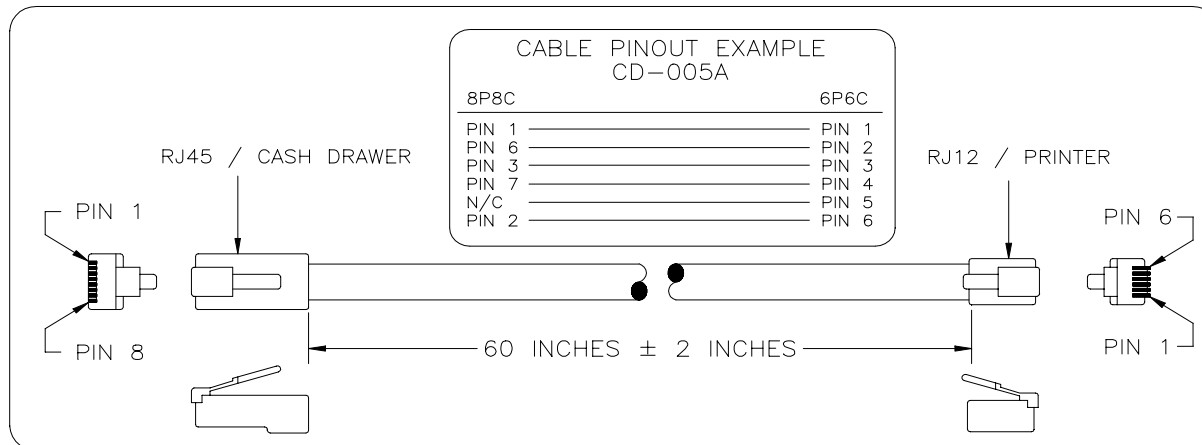 CABLE PINOUT EXAMPLE
CD-005A
8P8C 6P6C
PIN 1 PIN 1
PIN 6 PIN 2
PIN 3 PIN 3
PIN 7 PIN 4
N/C PIN 5
PIN 2 PIN 6
RJ45 / CASH DRAWER
RJ12 / PRINTER
PIN 1
PIN 8
PIN 6
PIN 1
60 INCHES ± 2 INCHES